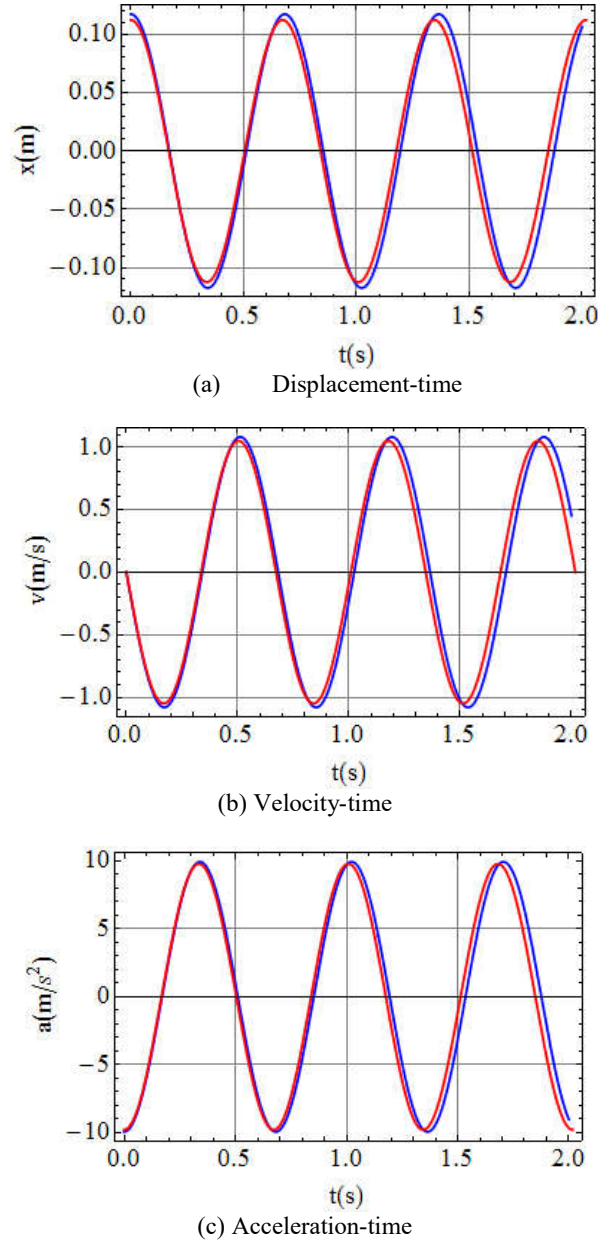 0.10
0.05
0.00
−0.05
−0.10
x(m)
0.0 0.5 1.0 1.5 2.0
t(s)
(a) Displacement-time
1.0
0.5
0.0
−0.5
−1.0
v(m/s)
0.0 0.5 1.0 1.5 2.0
t(s)
(b) Velocity-time
10
5
0
−5
−10
a(m/s²)
0.0 0.5 1.0 1.5 2.0
t(s)
(c) Acceleration-time